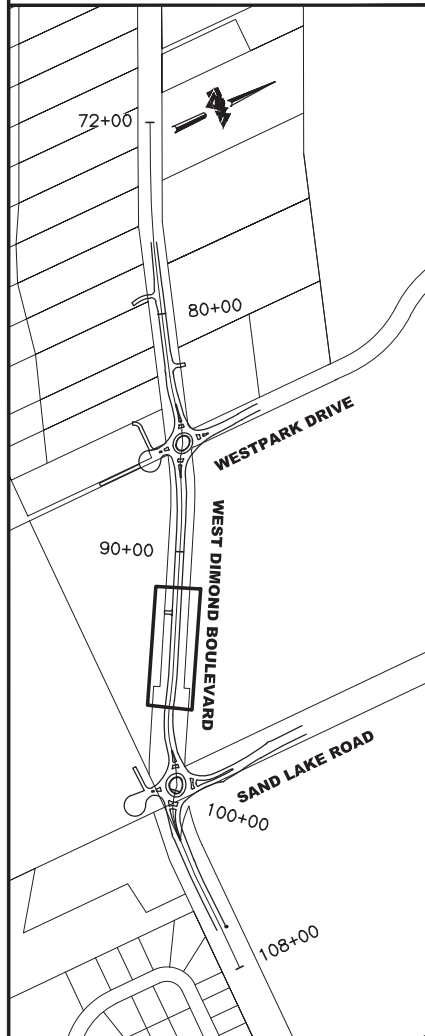 72+00
80+00
WESTPARK DRIVE
90+00
WEST DIMOND BOULEVARD
SAND LAKE ROAD
100+00
108+00